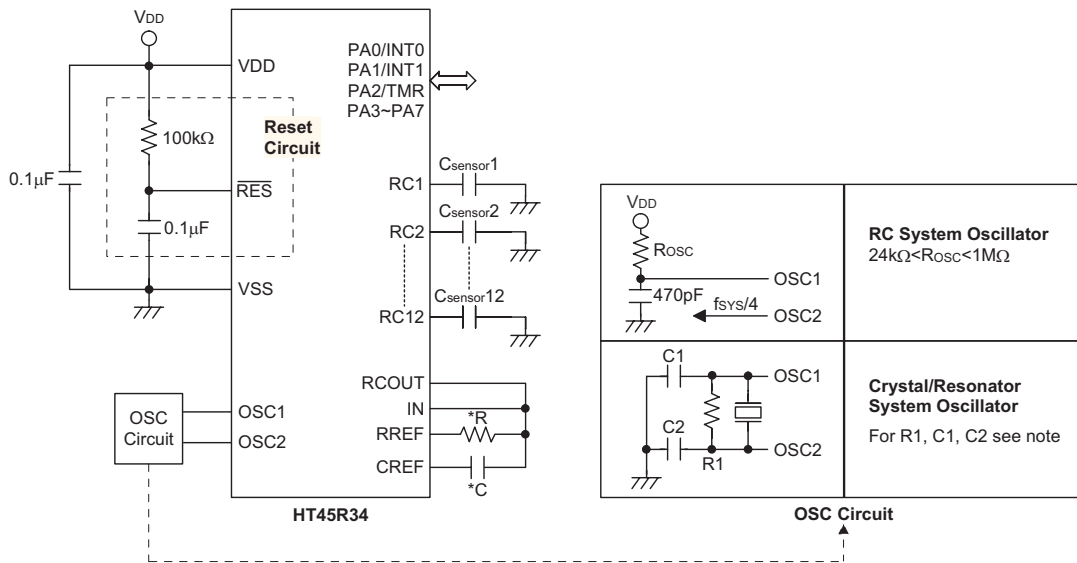 VDD
VDD
PA0/INT0
PA1/INT1
PA2/TMR
PA3~PA7
100kΩ
Reset
Circuit
0.1μF
RES
0.1μF
VSS
RC1
Csensor1
RC2
Csensor2
RC12
Csensor12
RCOUT
IN
RREF
*R
CREF
*C
OSC
Circuit
OSC1
OSC2
HT45R34
VDD
ROSC
470pF
OSC1
fSYS/4
OSC2
RC System Oscillator
24kΩ<ROSC<1MΩ
C1
OSC1
C2
R1
OSC2
Crystal/Resonator
System Oscillator
For R1, C1, C2 see note
OSC Circuit